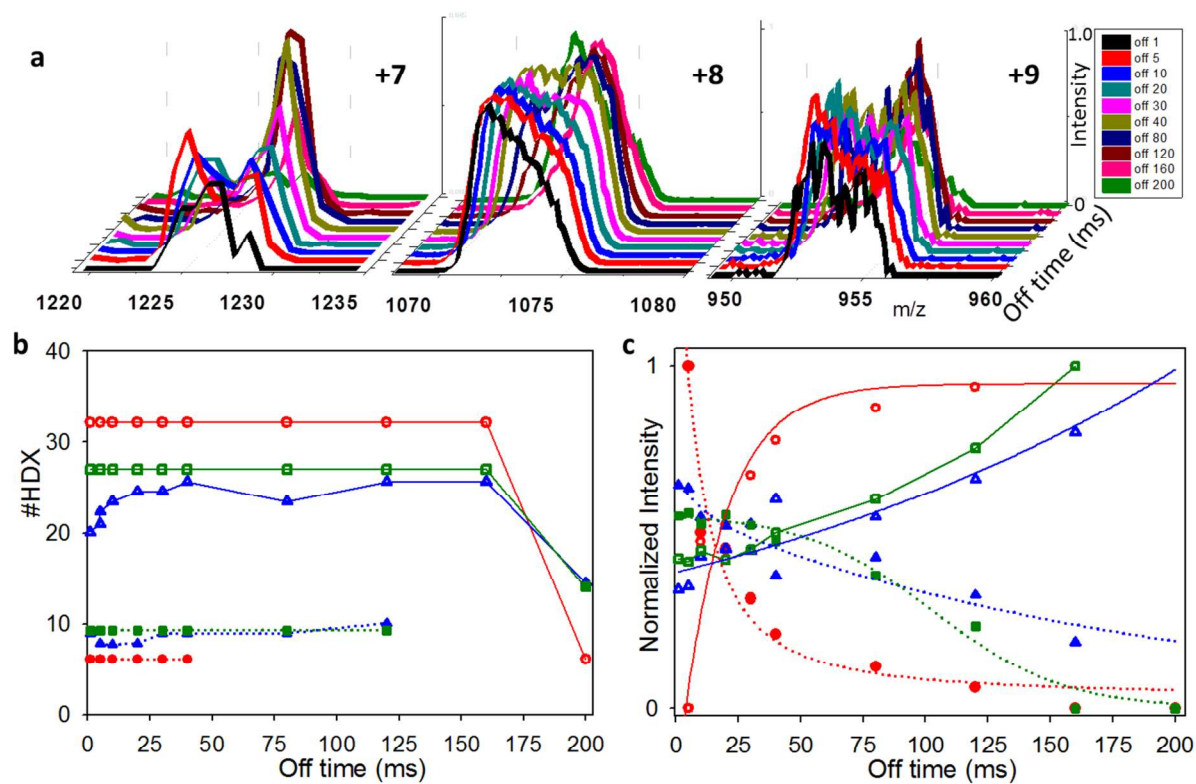 a
+7
+8
+9
1.0
0
Intensity
off 1
off 5
off 10
off 20
off 30
off 40
off 80
off 120
off 160
off 200
1220 1225 1230 1235
1070 1075 1080
950 955 960
m/z
Off time (ms)
b
#HDX
40
30
20
10
0
0 25 50 75 100 125 150 175 200
Off time (ms)
c
Normalized Intensity
1
0
0 25 50 75 100 125 150 175 200
Off time (ms)